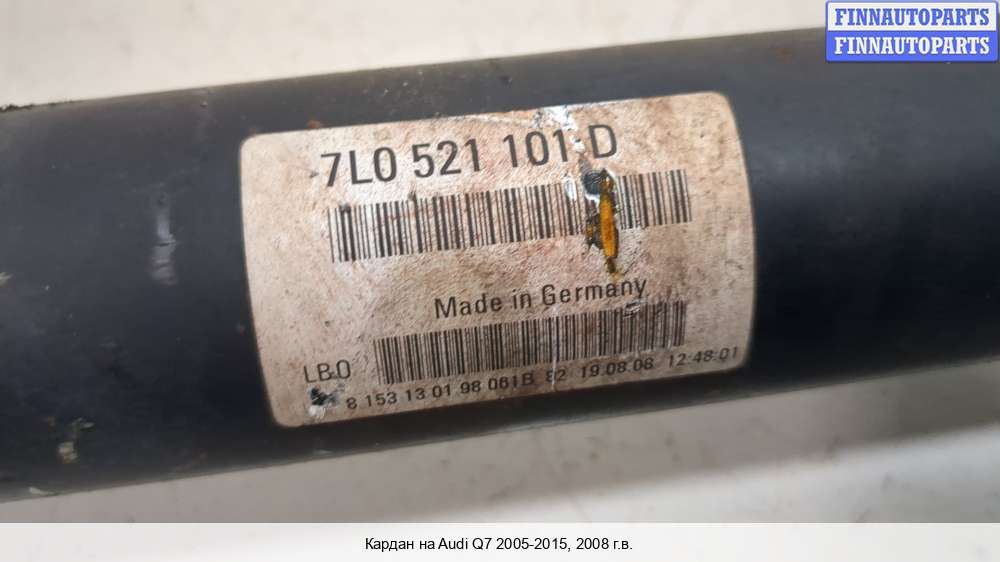 FINNAUTOPARTS
FINNAUTOPARTS
7L0 521 101 D
Made in Germany
LB0
8 153 13 01 98 061B 82 19.08.08 12:48:01
Кардан на Audi Q7 2005-2015, 2008 г.в.